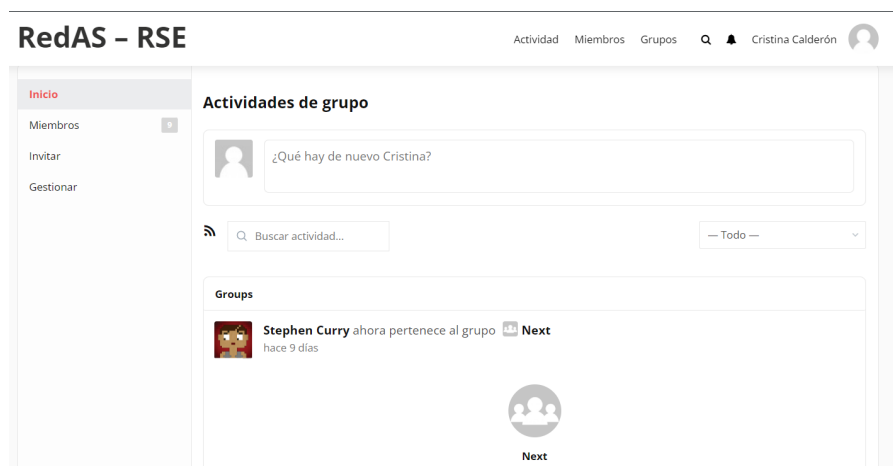 RedAS – RSE
Actividad Miembros Grupos Cristina Calderón
Inicio
Miembros 9
Invitar
Gestionar
Actividades de grupo
¿Qué hay de nuevo Cristina?
Buscar actividad...
— Todo —
Groups
Stephen Curry ahora pertenece al grupo Next
hace 9 días
Next